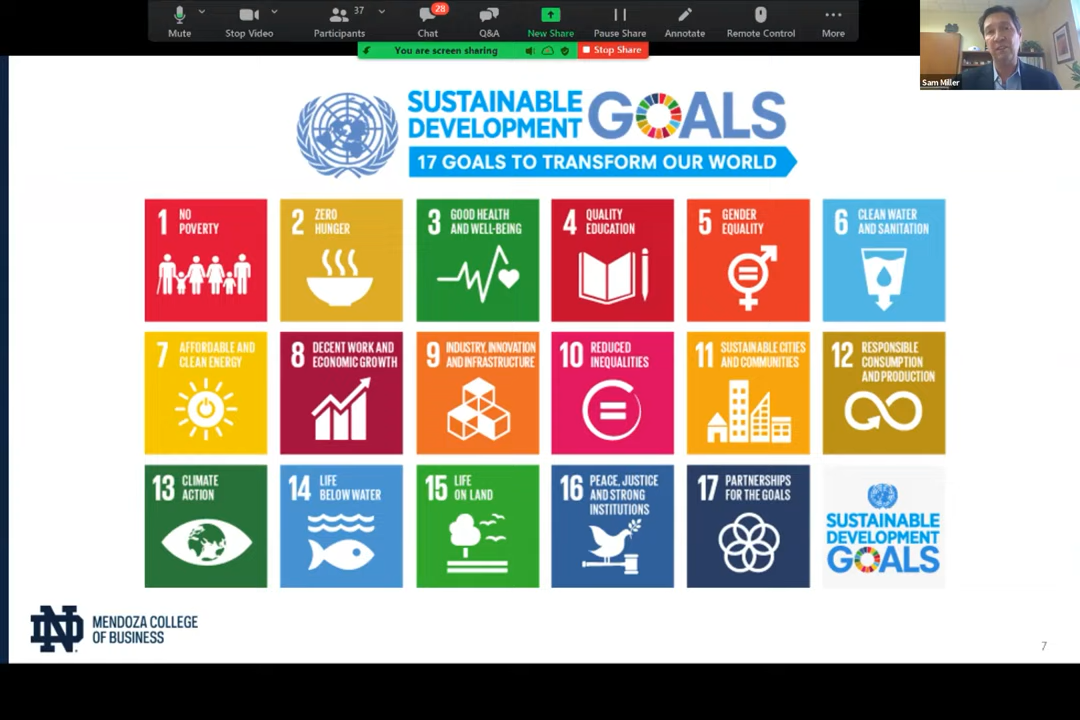 37
28
Mute
Stop Video
Participants
Chat
Q&A
New Share
Pause Share
Annotate
Remote Control
More
You are screen sharing
Stop Share
Sam Miller
SUSTAINABLE
DEVELOPMENT
GOALS
17 GOALS TO TRANSFORM OUR WORLD
1 NO
POVERTY
2 ZERO
HUNGER
3 GOOD HEALTH
AND WELL-BEING
4 QUALITY
EDUCATION
5 GENDER
EQUALITY
6 CLEAN WATER
AND SANITATION
7 AFFORDABLE AND
CLEAN ENERGY
8 DECENT WORK AND
ECONOMIC GROWTH
9 INDUSTRY, INNOVATION
AND INFRASTRUCTURE
10 REDUCED
INEQUALITIES
11 SUSTAINABLE CITIES
AND COMMUNITIES
12 RESPONSIBLE
CONSUMPTION
AND PRODUCTION
13 CLIMATE
ACTION
14 LIFE
BELOW WATER
15 LIFE
ON LAND
16 PEACE, JUSTICE
AND STRONG
INSTITUTIONS
17 PARTNERSHIPS
FOR THE GOALS
SUSTAINABLE
DEVELOPMENT
GOALS
ND
MENDOZA COLLEGE
OF BUSINESS
7